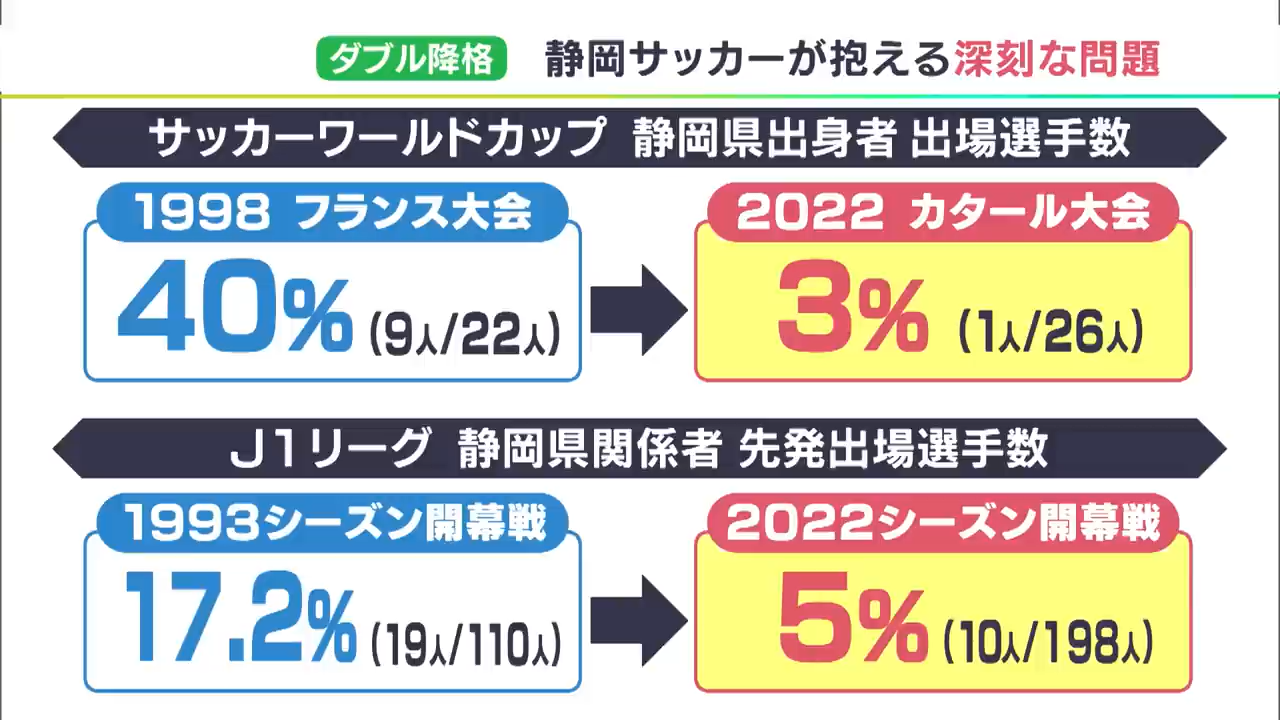 ダブル降格 静岡サッカーが抱える深刻な問題
サッカーワールドカップ 静岡県出身者 出場選手数
1998 フランス大会
40% (9人/22人)
2022 カタール大会
3% (1人/26人)
J1リーグ 静岡県関係者 先発出場選手数
1993シーズン開幕戦
17.2% (19人/110人)
2022シーズン開幕戦
5% (10人/198人)